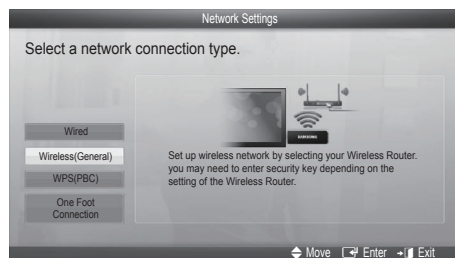 Network Settings
Select a network connection type.
Wired
Wireless(General)
WPS(PBC)
One Foot
Connection
SAMSUNG
Set up wireless network by selecting your Wireless Router.
you may need to enter security key depending on the
setting of the Wireless Router.
Move Enter Exit